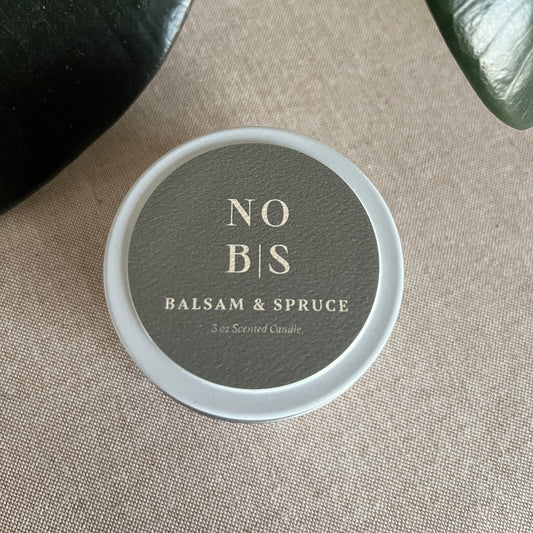 NO
B|S
BALSAM & SPRUCE
3 oz Scented Candle